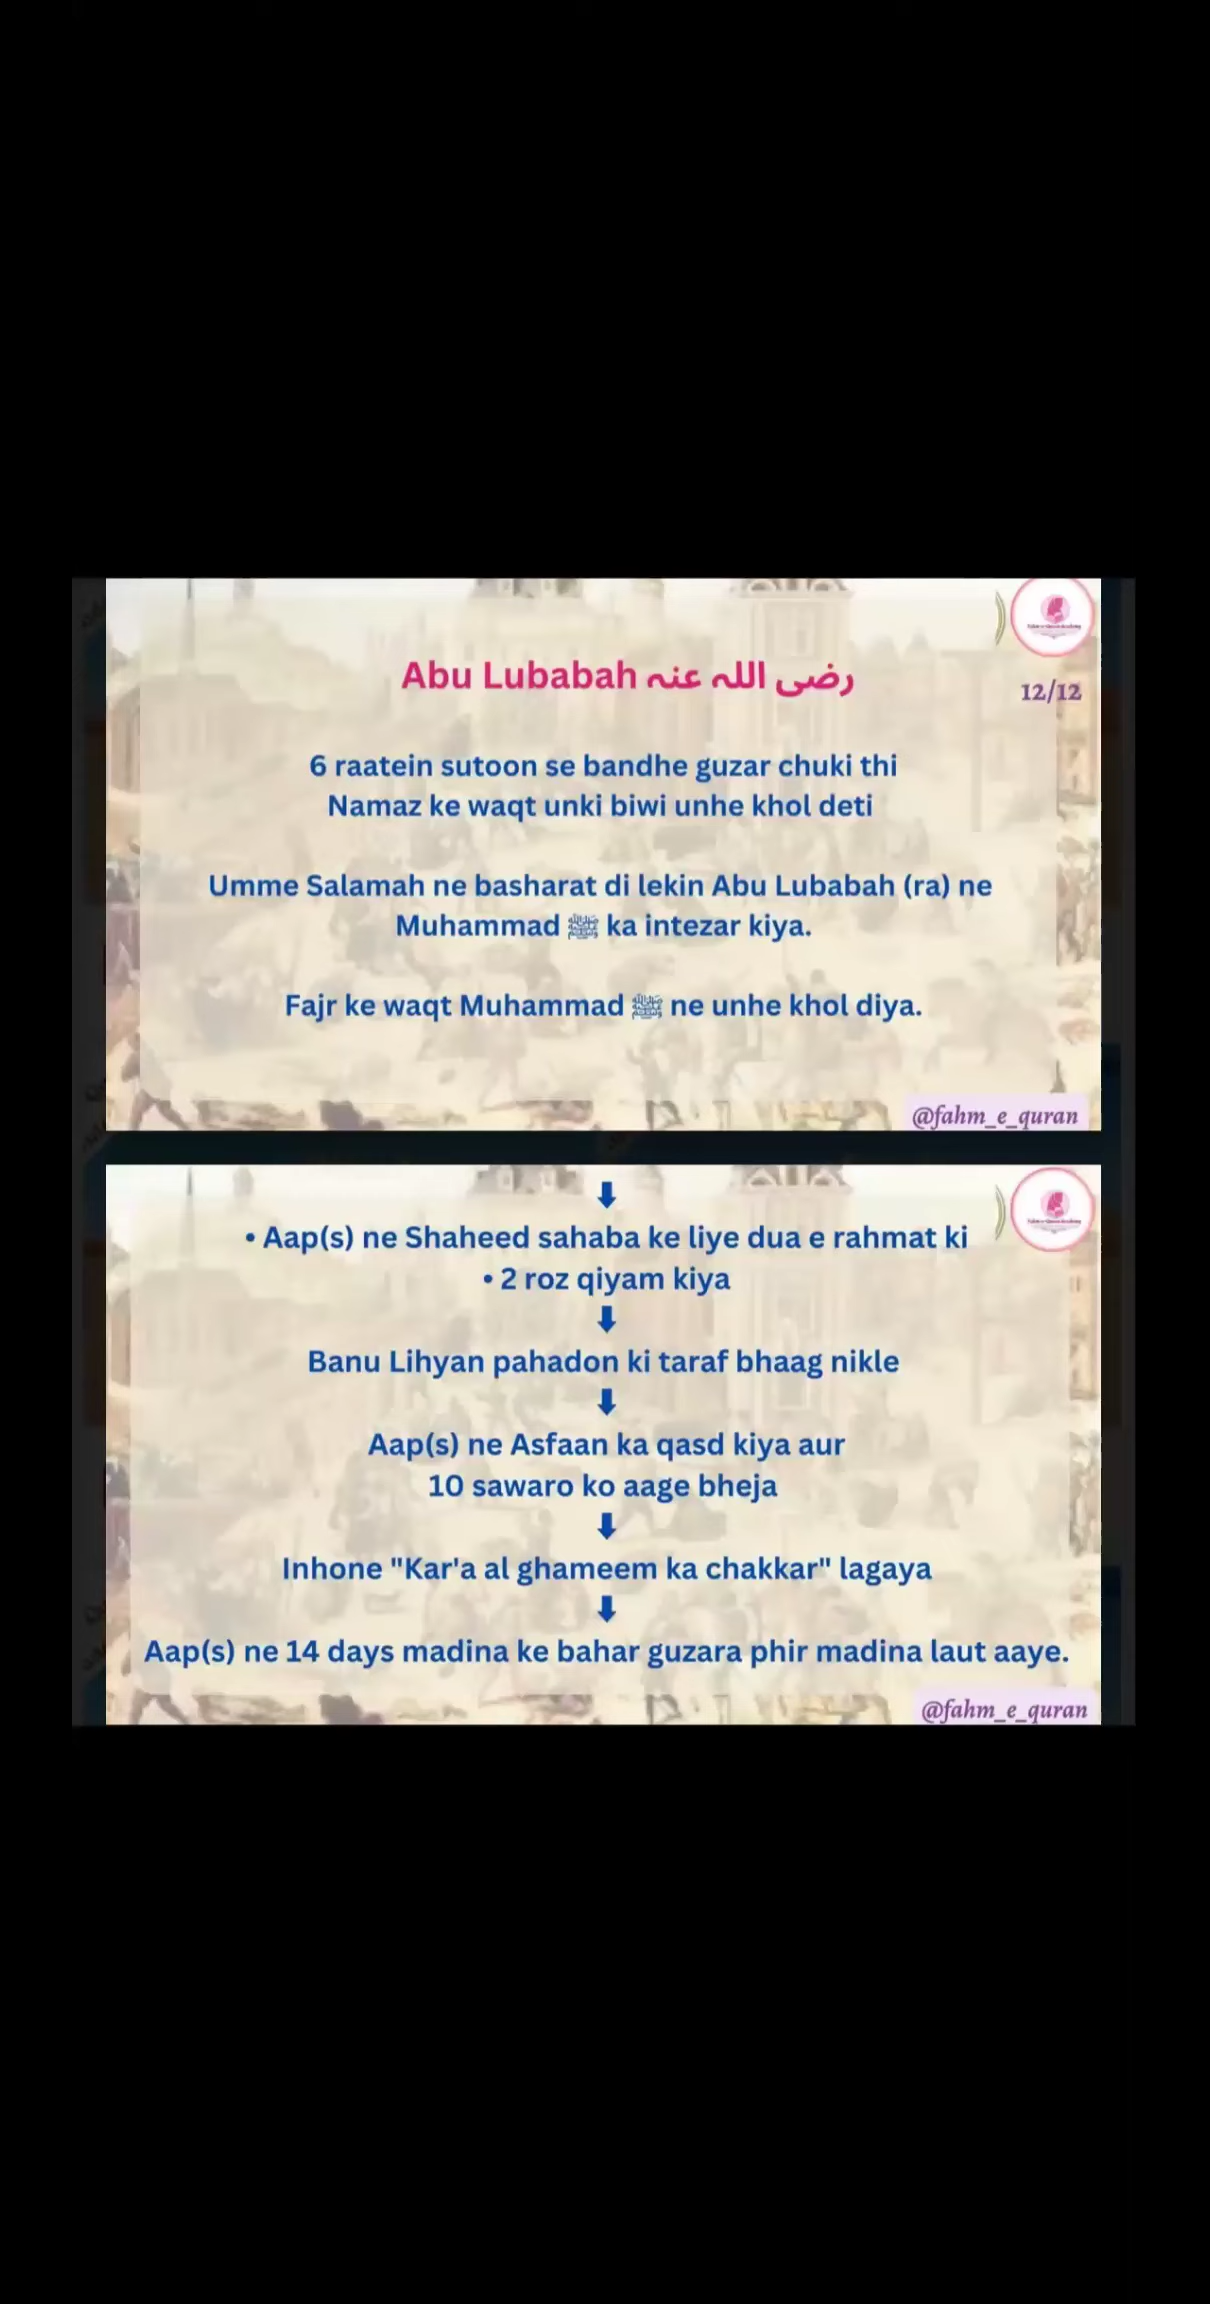 Abu Lubabah رضی اللہ عنہ
12/12
6 raatein sutoon se bandhe guzar chuki thi
Namaz ke waqt unki biwi unhe khol deti
Umme Salamah ne basharat di lekin Abu Lubabah (ra) ne
Muhammad ﷺ ka intezar kiya.
Fajr ke waqt Muhammad ﷺ ne unhe khol diya.
@fahm_e_quran
⬇
• Aap(s) ne Shaheed sahaba ke liye dua e rahmat ki
• 2 roz qiyam kiya
⬇
Banu Lihyan pahadon ki taraf bhaag nikle
⬇
Aap(s) ne Asfaan ka qasd kiya aur
10 sawaro ko aage bheja
⬇
Inhone "Kar'a al ghameem ka chakkar" lagaya
⬇
Aap(s) ne 14 days madina ke bahar guzara phir madina laut aaye.
@fahm_e_quran